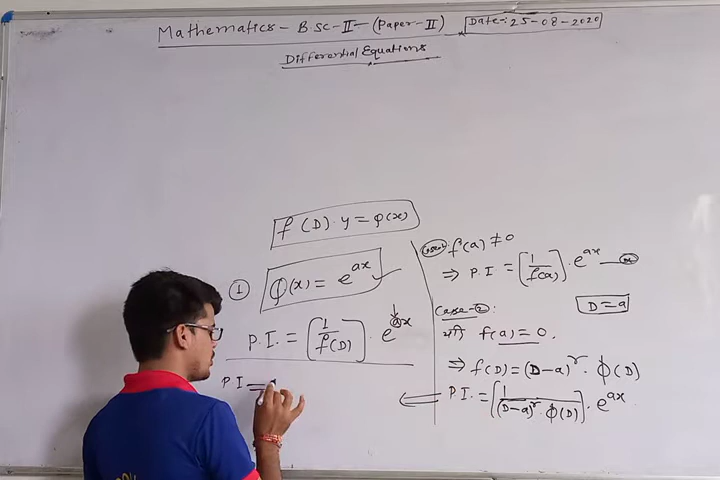 Mathematics - B.SC-II - (Paper-III)
Date:- 25-08-2020
Differential Equations
f(D).y = φ(x)
① φ(x) = e^{ax}
P.I. = [1/f(D)] . e^{ax}
P.I =
Case① f(a) ≠ 0
⇒ P.I = [1/f(a)] . e^{ax}
D = a
Case-②
यदि f(a) = 0.
⇒ f(D) = (D-a)^r . φ(D)
P.I. = [1/((D-a)^r . φ(D))] . e^{ax}